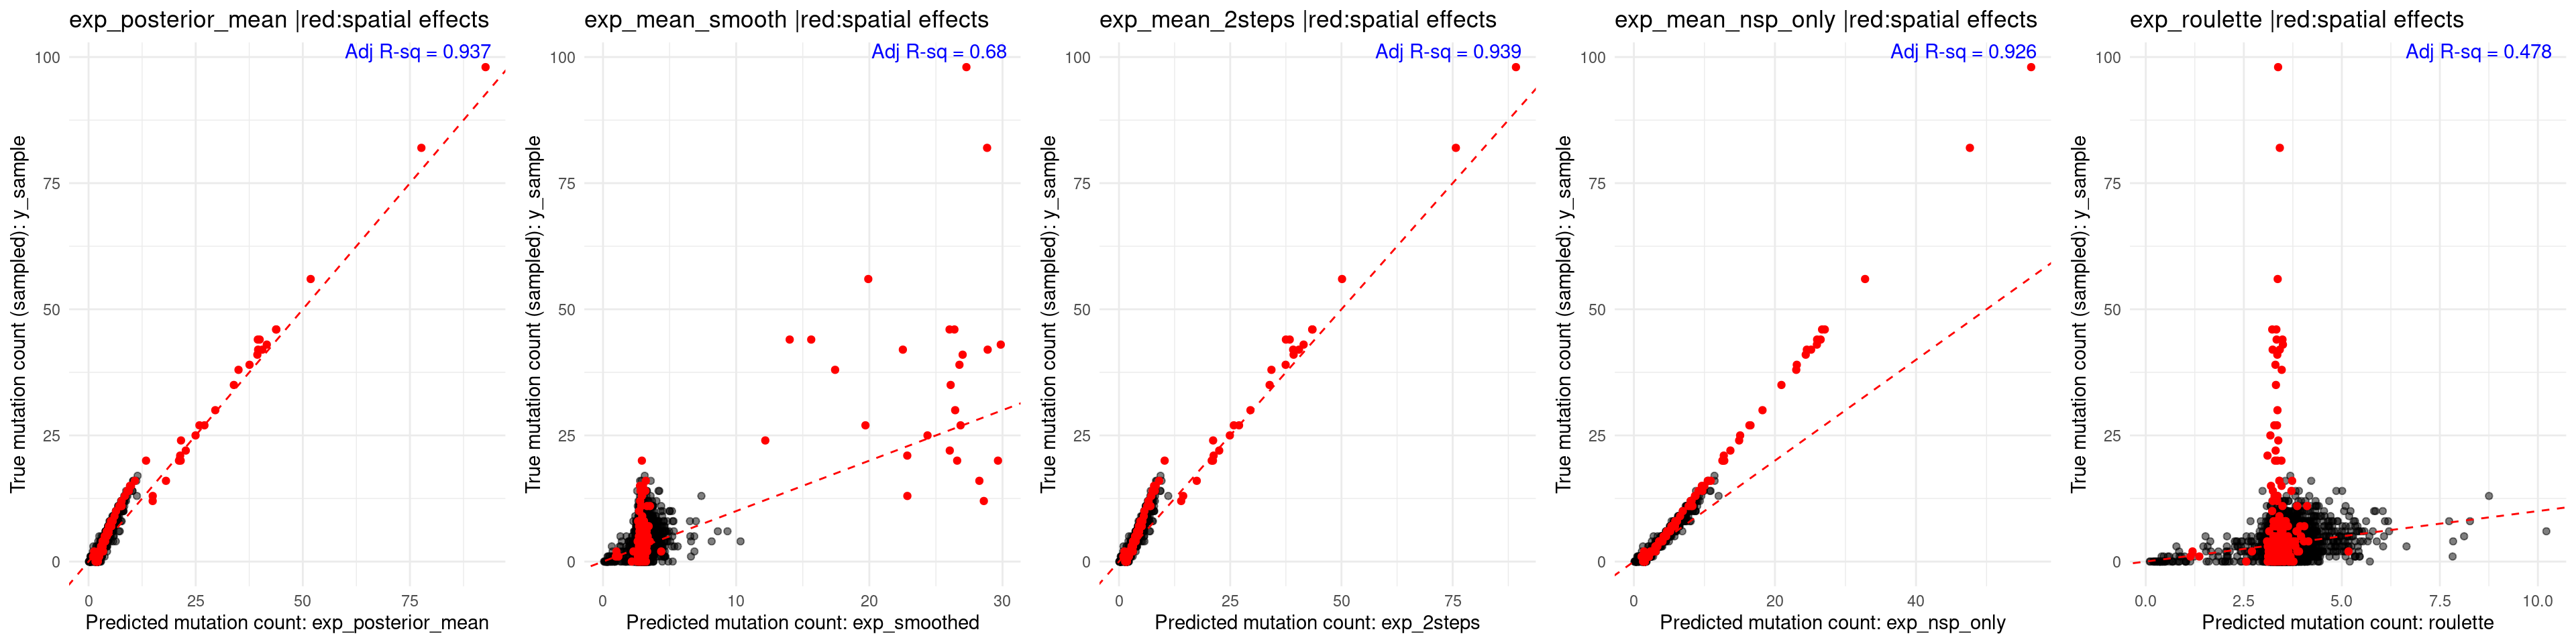 exp_posterior_mean |red:spatial effects
Adj R-sq = 0.937
True mutation count (sampled): y_sample
100
75
50
25
0
0 25 50 75
Predicted mutation count: exp_posterior_mean
exp_mean_smooth |red:spatial effects
Adj R-sq = 0.68
True mutation count (sampled): y_sample
100
75
50
25
0
0 10 20 30
Predicted mutation count: exp_smoothed
exp_mean_2steps |red:spatial effects
Adj R-sq = 0.939
True mutation count (sampled): y_sample
100
75
50
25
0
0 25 50 75
Predicted mutation count: exp_2steps
exp_mean_nsp_only |red:spatial effects
Adj R-sq = 0.926
True mutation count (sampled): y_sample
100
75
50
25
0
0 20 40
Predicted mutation count: exp_nsp_only
exp_roulette |red:spatial effects
Adj R-sq = 0.478
True mutation count (sampled): y_sample
100
75
50
25
0
0.0 2.5 5.0 7.5 10.0
Predicted mutation count: roulette